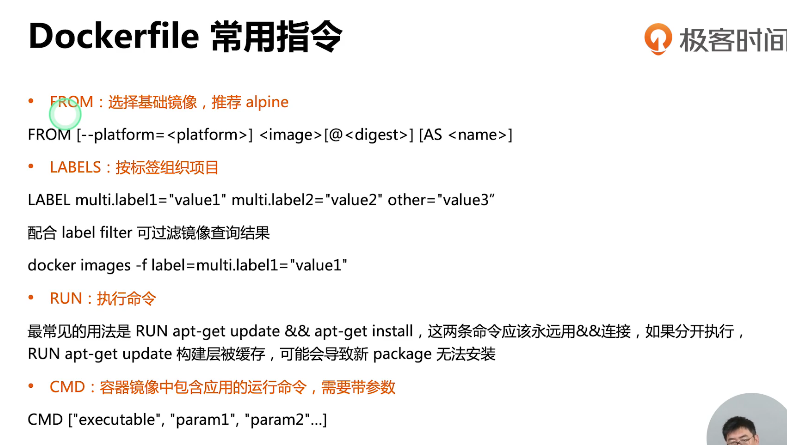 Dockerfile 常用指令
极客时间
• FROM：选择基础镜像，推荐 alpine
FROM [--platform=<platform>] <image>[@<digest>] [AS <name>]
• LABELS：按标签组织项目
LABEL multi.label1="value1" multi.label2="value2" other="value3"
配合 label filter 可过滤镜像查询结果
docker images -f label=multi.label1="value1"
• RUN：执行命令
最常见的用法是 RUN apt-get update && apt-get install，这两条命令应该永远用&&连接，如果分开执行，
RUN apt-get update 构建层被缓存，可能会导致新 package 无法安装
• CMD：容器镜像中包含应用的运行命令，需要带参数
CMD ["executable", "param1", "param2"...]